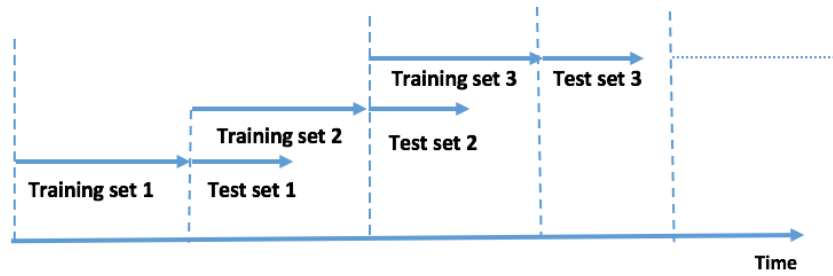 Training set 3
Test set 3
Training set 2
Test set 2
Training set 1
Test set 1
Time